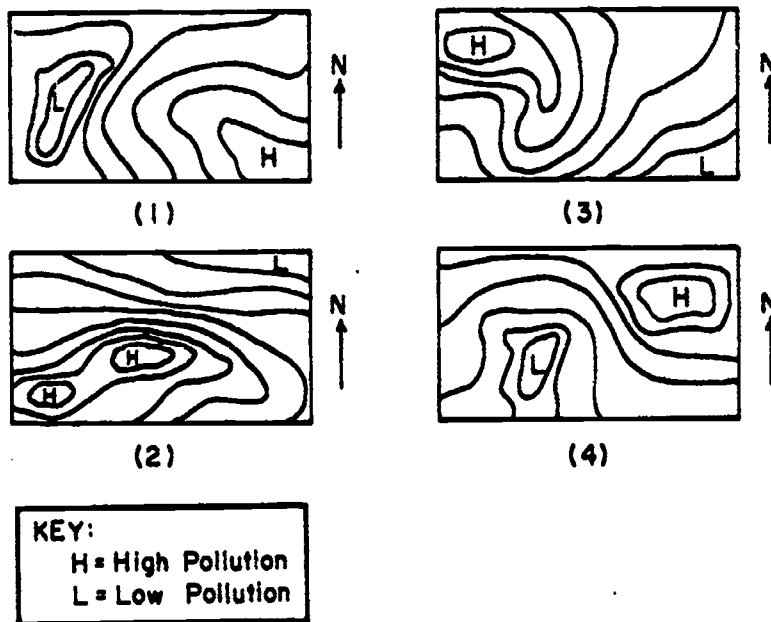 L
H
N
(1)
H
L
N
(3)
L
H
H
N
(2)
H
L
N
(4)
KEY:
H = High Pollution
L = Low Pollution